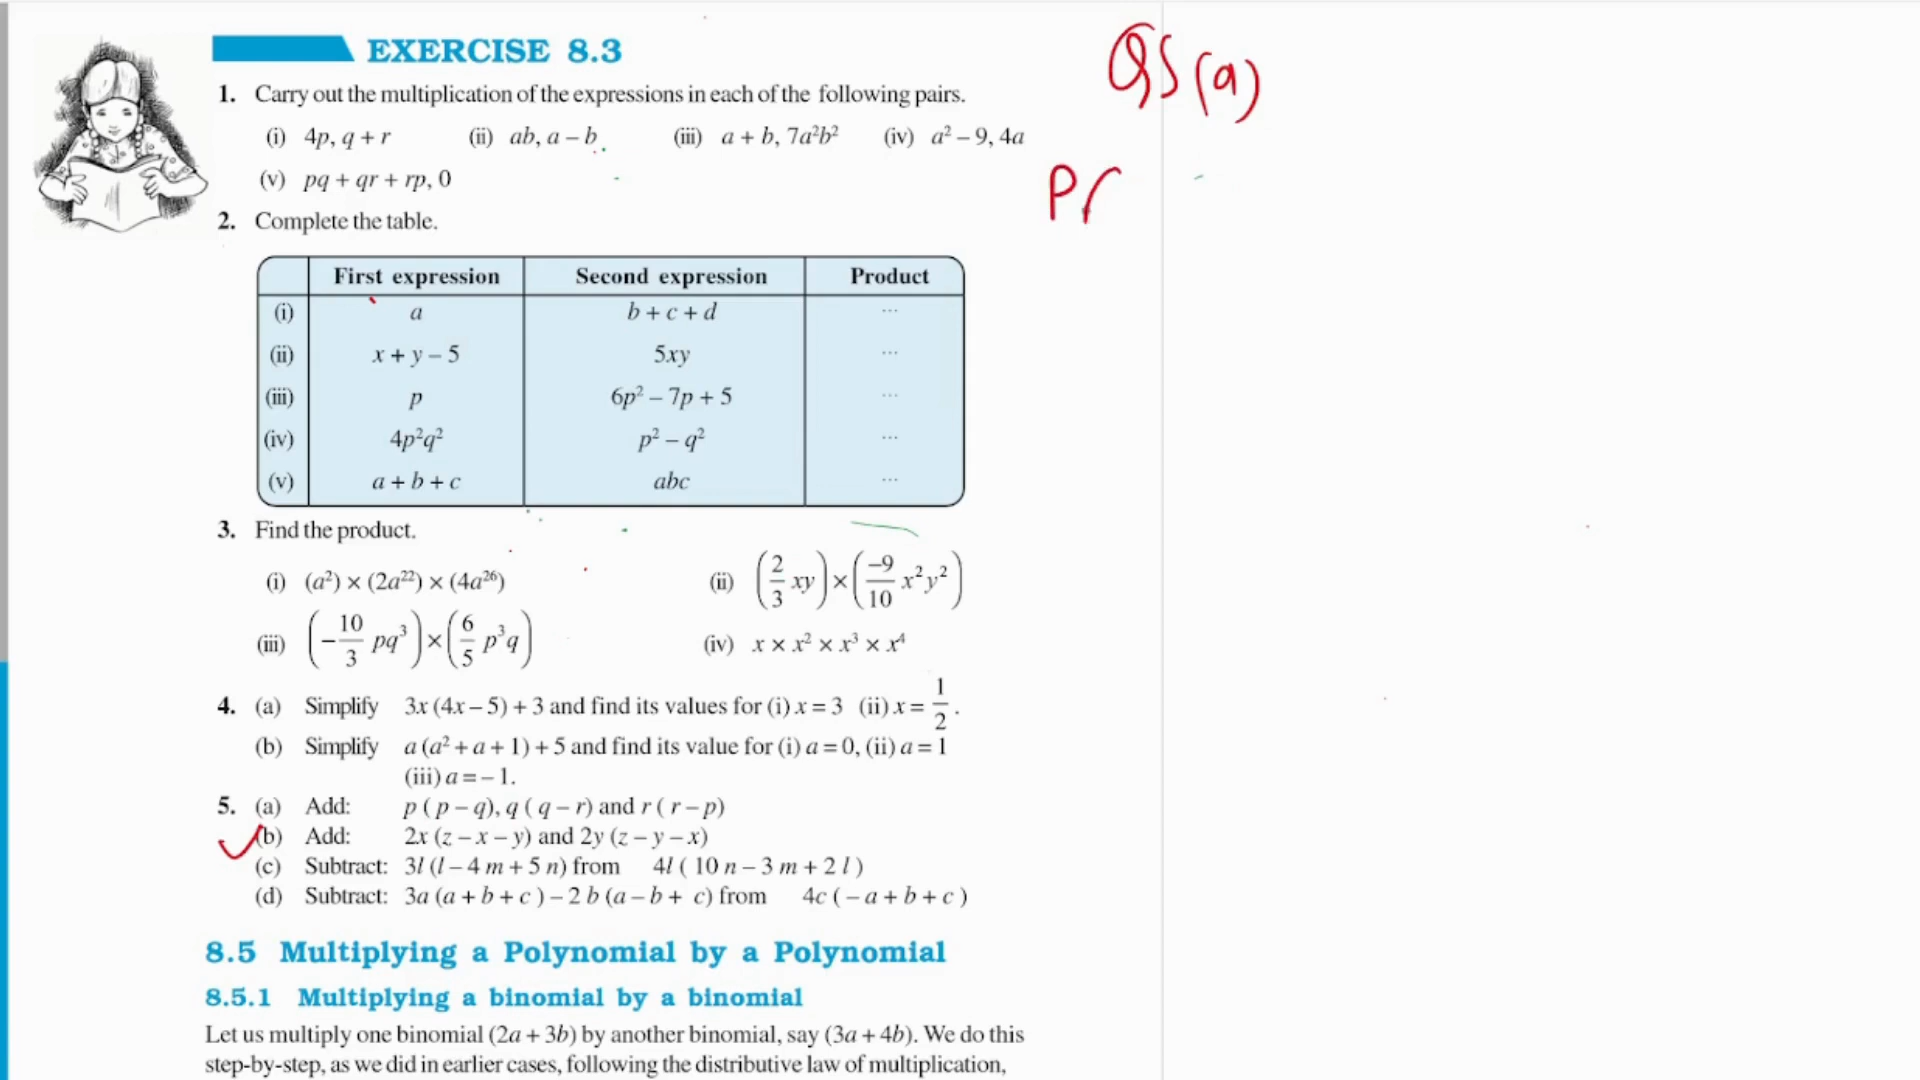 EXERCISE 8.3
1. Carry out the multiplication of the expressions in each of the following pairs.
(i) 4p, q + r (ii) ab, a – b (iii) a + b, 7a²b² (iv) a² – 9, 4a
(v) pq + qr + rp, 0
2. Complete the table.
First expression Second expression Product
(i) a b + c + d ...
(ii) x + y – 5 5xy ...
(iii) p 6p² – 7p + 5 ...
(iv) 4p²q² p² – q² ...
(v) a + b + c abc ...
3. Find the product.
(i) (a²) × (2a²²) × (4a²⁶) (ii) (2/3 xy) × (–9/10 x²y²)
(iii) (–10/3 pq³) × (6/5 p³q) (iv) x × x² × x³ × x⁴
4. (a) Simplify 3x (4x – 5) + 3 and find its values for (i) x = 3 (ii) x = 1/2 .
(b) Simplify a (a² + a + 1) + 5 and find its value for (i) a = 0, (ii) a = 1
(iii) a = – 1.
5. (a) Add: p ( p – q), q ( q – r) and r ( r – p)
(b) Add: 2x (z – x – y) and 2y (z – y – x)
(c) Subtract: 3l (l – 4 m + 5 n) from 4l ( 10 n – 3 m + 2 l )
(d) Subtract: 3a (a + b + c ) – 2 b (a – b + c) from 4c ( – a + b + c )
8.5 Multiplying a Polynomial by a Polynomial
8.5.1 Multiplying a binomial by a binomial
Let us multiply one binomial (2a + 3b) by another binomial, say (3a + 4b). We do this
step-by-step, as we did in earlier cases, following the distributive law of multiplication,
Q5 (a)
P(